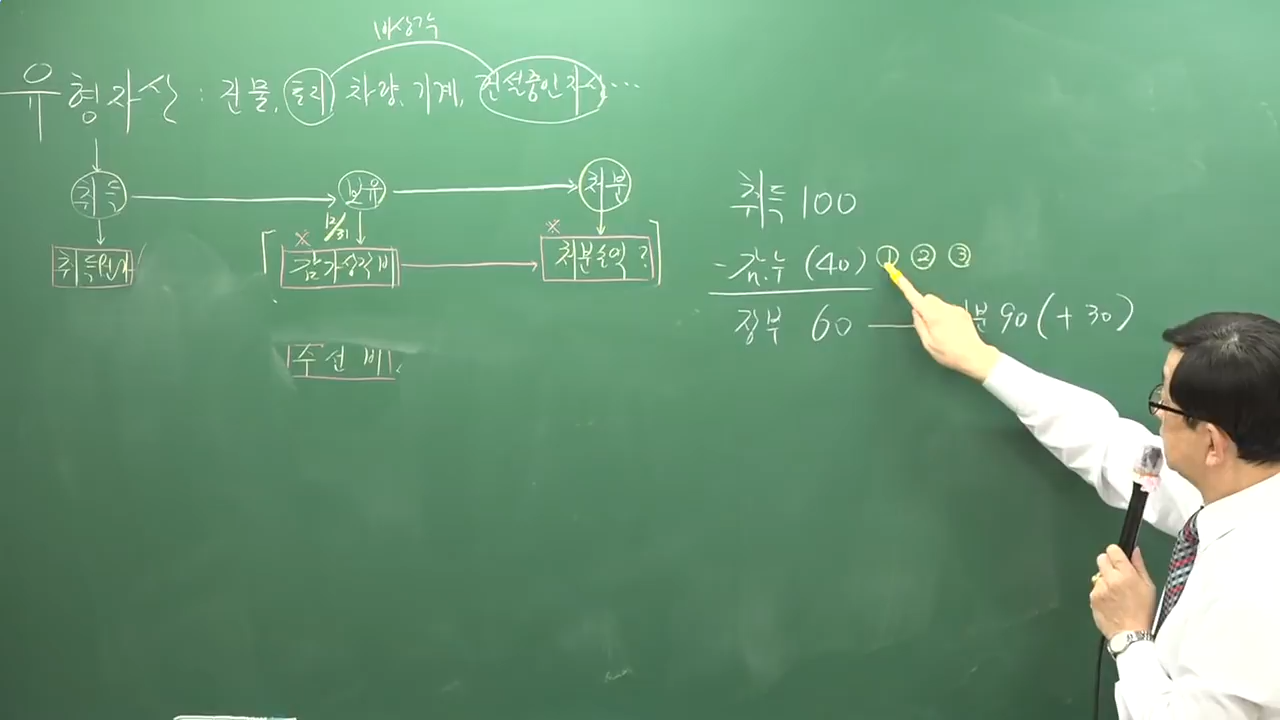 비상각
유형자산 : 건물, 토지, 차량, 기계, 건설중인자산…
취득 보유 처분
12/31
※ ※
취득원가 [감가상각비 처분손익?]
수선비
취득 100
- 감.누 (40) ① ② ③
장부 60 — 분 90 (+30)